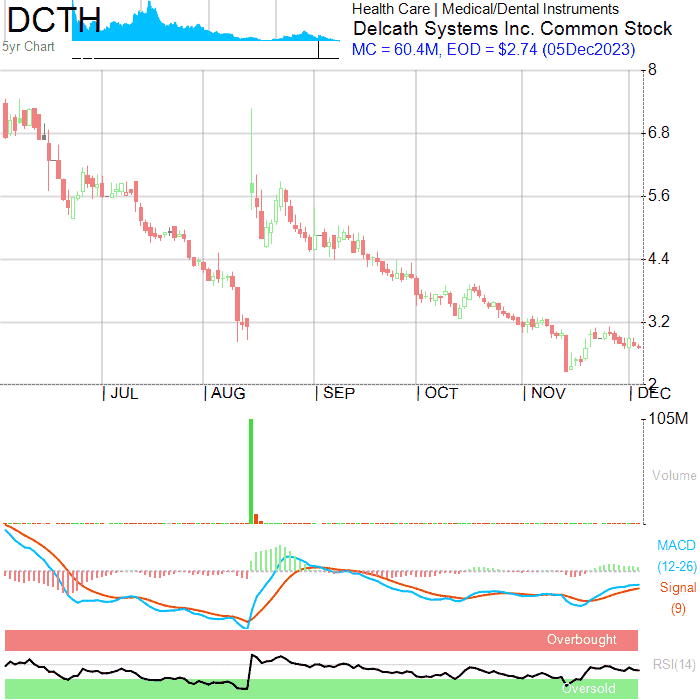 DCTH
5yr Chart
Health Care | Medical/Dental Instruments
Delcath Systems Inc. Common Stock
MC = 60.4M, EOD = $2.74 (05Dec2023)
8
6.8
5.6
4.4
3.2
2
JUL AUG SEP OCT NOV DEC
105M
Volume
MACD
(12-26)
Signal
(9)
Overbought
RSI(14)
Oversold